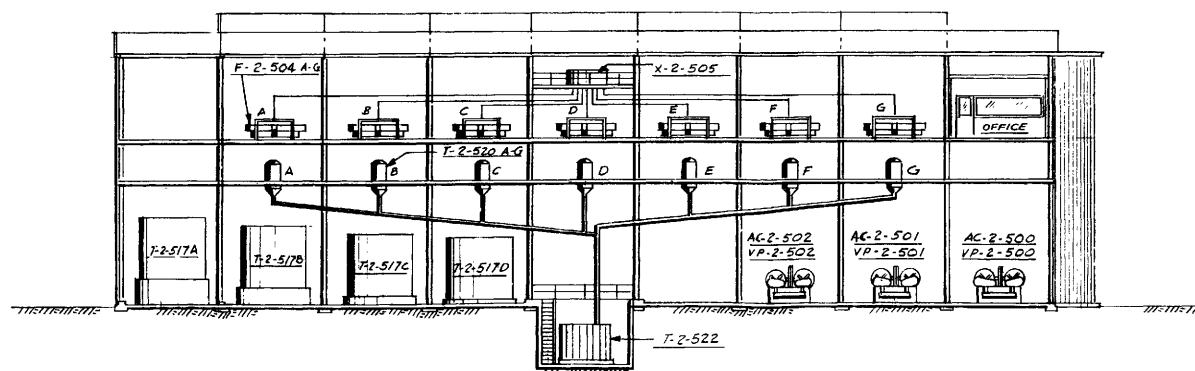 F-2-504 A-G
X-2-505
A B C D E F G
OFFICE
T-2-520 A-G
A B C D E F G
T-2-517A
T-2-517B
T-2-517C
T-2-517D
AC-2-502
VP-2-502
AC-2-501
VP-2-501
AC-2-500
VP-2-500
T-2-522